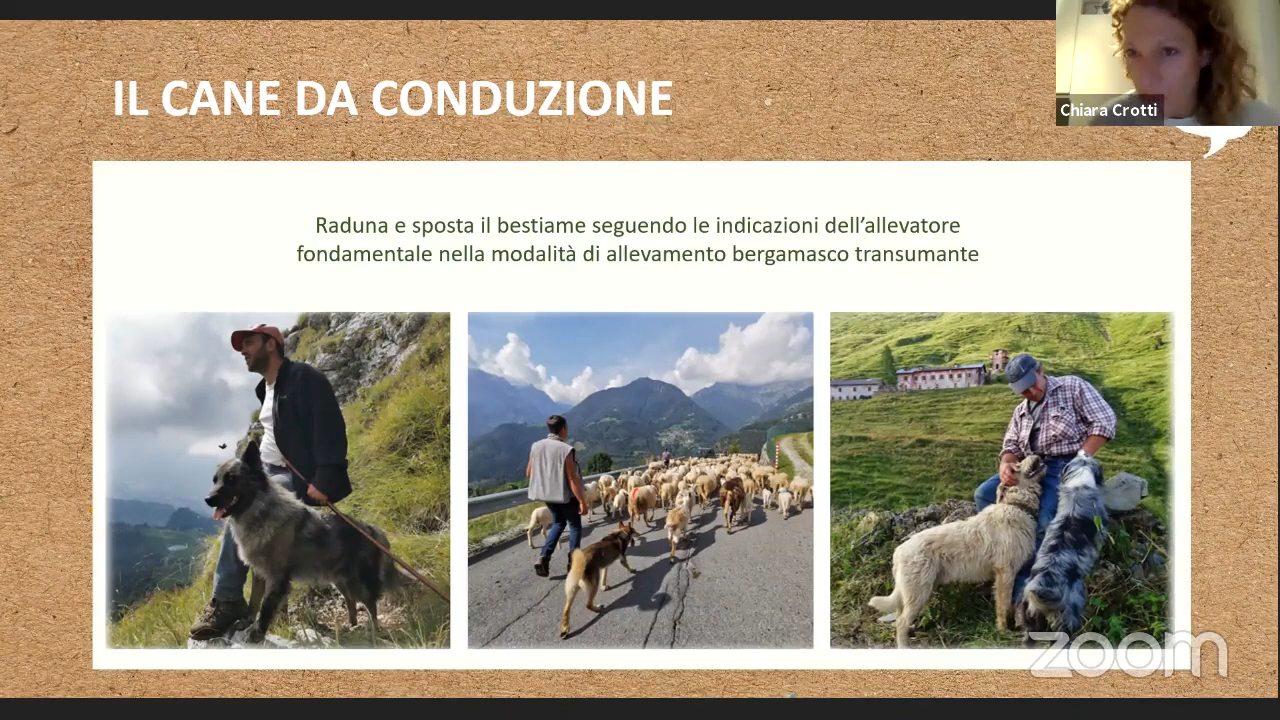 IL CANE DA CONDUZIONE
Chiara Crotti
Raduna e sposta il bestiame seguendo le indicazioni dell’allevatore
fondamentale nella modalità di allevamento bergamasco transumante
zoom